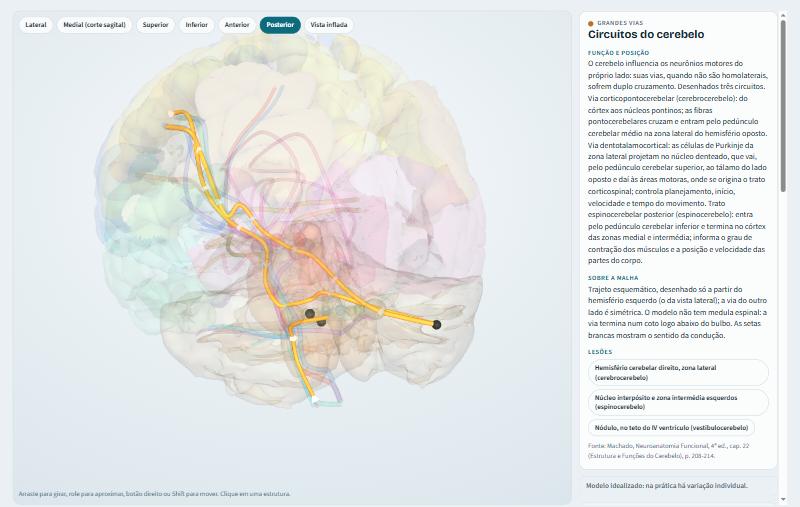 Lateral
Medial (corte sagital)
Superior
Inferior
Anterior
Posterior
Vista inflada
Arraste para girar, role para aproximar, botão direito ou Shift para mover. Clique em uma estrutura.
GRANDES VIAS
Circuitos do cerebelo
FUNÇÃO E POSIÇÃO
O cerebelo influencia os neurônios motores do
próprio lado: suas vias, quando não são homolaterais,
sofrem duplo cruzamento. Desenhados três circuitos.
Via corticopontocerebelar (cerebrocerebelo): do
córtex aos núcleos pontinos; as fibras
pontocerebelares cruzam e entram pelo pedúnculo
cerebelar médio na zona lateral do hemisfério oposto.
Via dentotalamocortical: as células de Purkinje da
zona lateral projetam no núcleo denteado, que vai,
pelo pedúnculo cerebelar superior, ao tálamo do lado
oposto e daí às áreas motoras, onde se origina o trato
corticospinal; controla planejamento, início,
velocidade e tempo do movimento. Trato
espinocerebelar posterior (espinocerebelo): entra
pelo pedúnculo cerebelar inferior e termina no córtex
das zonas medial e intermédia; informa o grau de
contração dos músculos e a posição e velocidade das
partes do corpo.
SOBRE A MALHA
Trajeto esquemático, desenhado só a partir do
hemisfério esquerdo (o da vista lateral); a via do outro
lado é simétrica. O modelo não tem medula espinal: a
via termina num coto logo abaixo do bulbo. As setas
brancas mostram o sentido da condução.
LESÕES
Hemisfério cerebelar direito, zona lateral
(cerebrocerebelo)
Núcleo interpósito e zona intermédia esquerdos
(espinocerebelo)
Nódulo, no teto do IV ventrículo (vestibulocerebelo)
Fonte: Machado, Neuroanatomia Funcional, 4ª ed., cap. 22
(Estrutura e Funções do Cerebelo), p. 208-214.
Modelo idealizado: na prática há variação individual.